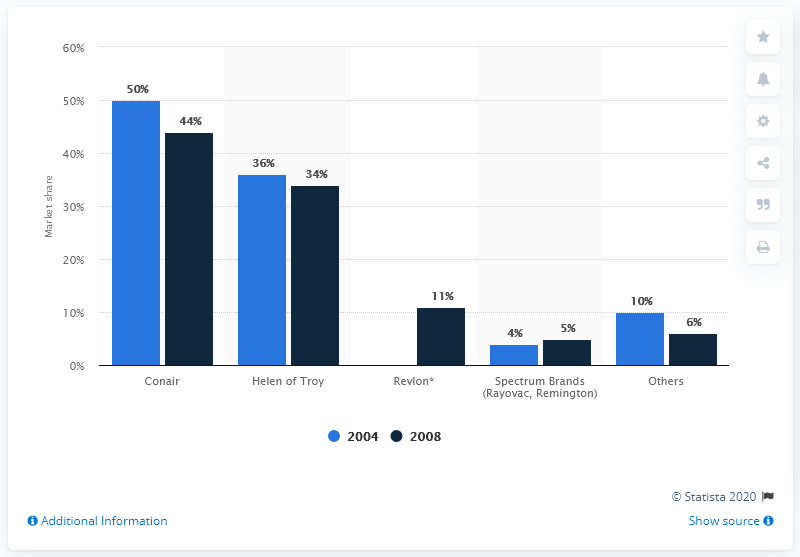 60%
50%
40%
30%
20%
10%
0%
Market share
50%
44%
36%
34%
11%
4%
5%
10%
6%
Conair
Helen of Troy
Revlon*
Spectrum Brands
(Rayovac, Remington)
Others
2004 2008
© Statista 2020
Additional Information
Show source